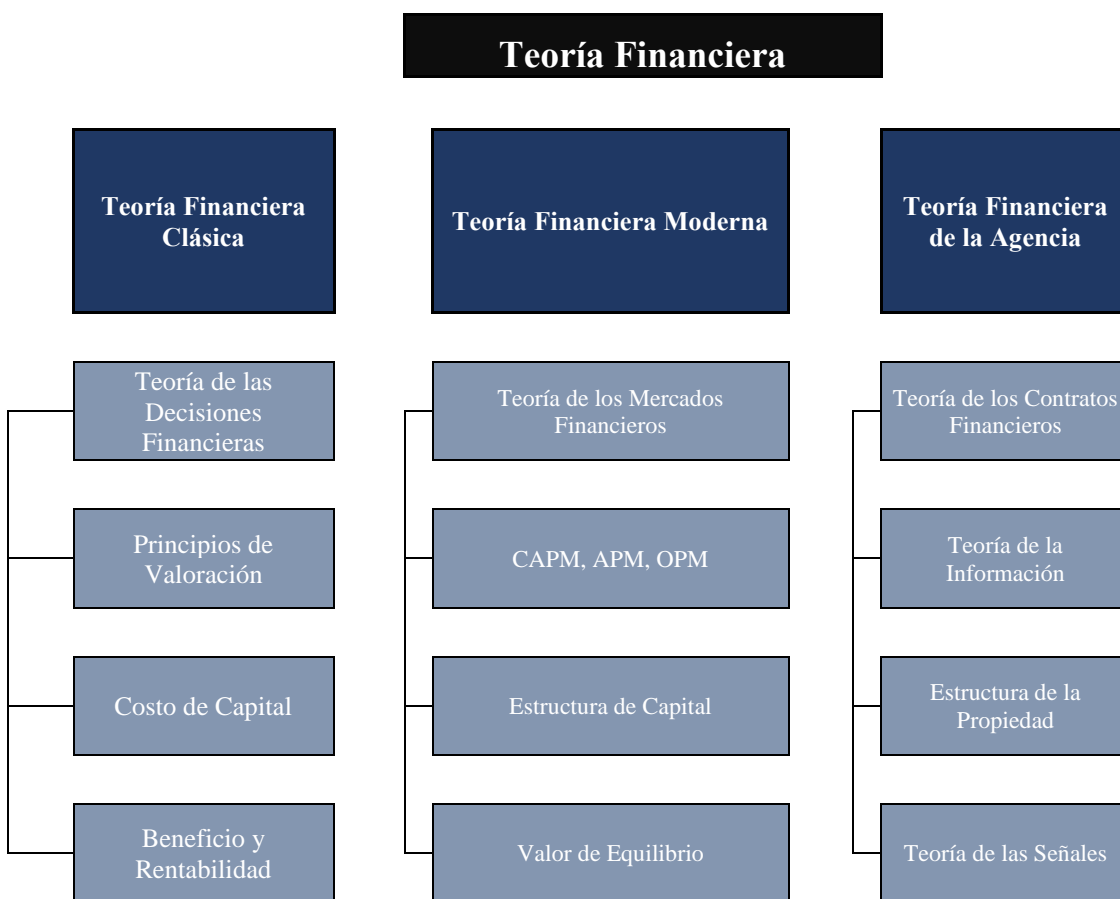 Teoría Financiera
Teoría Financiera
Clásica
Teoría Financiera Moderna
Teoría Financiera
de la Agencia
Teoría de las
Decisiones
Financieras
Teoría de los Mercados
Financieros
Teoría de los Contratos
Financieros
Principios de
Valoración
CAPM, APM, OPM
Teoría de la
Información
Costo de Capital
Estructura de Capital
Estructura de la
Propiedad
Beneficio y
Rentabilidad
Valor de Equilibrio
Teoría de las Señales